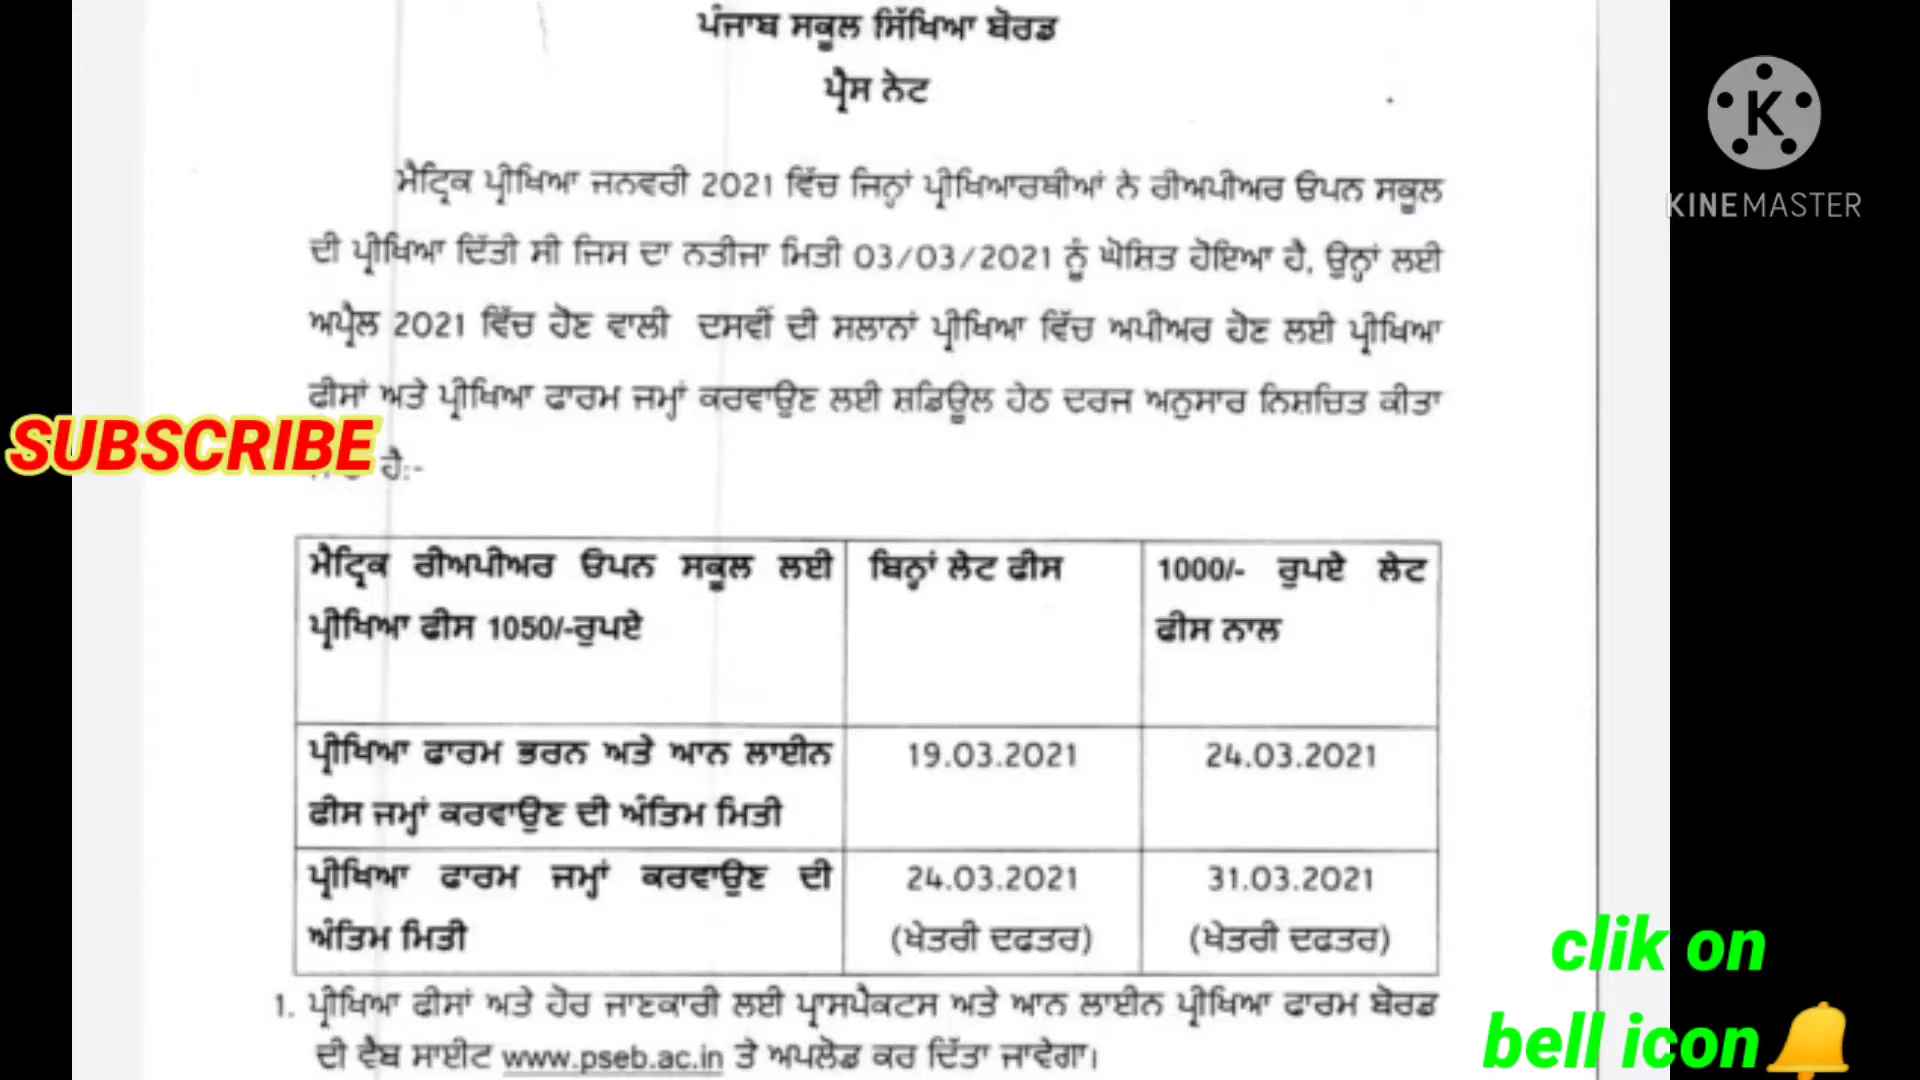 ਪੰਜਾਬ ਸਕੂਲ ਸਿੱਖਿਆ ਬੋਰਡ
ਪ੍ਰੈਸ ਨੋਟ
ਮੈਟ੍ਰਿਕ ਪ੍ਰੀਖਿਆ ਜਨਵਰੀ 2021 ਵਿੱਚ ਜਿਨ੍ਹਾਂ ਪ੍ਰੀਖਿਆਰਥੀਆਂ ਨੇ ਰੀਅਪੀਅਰ ਓਪਨ ਸਕੂਲ
ਦੀ ਪ੍ਰੀਖਿਆ ਦਿੱਤੀ ਸੀ ਜਿਸ ਦਾ ਨਤੀਜਾ ਮਿਤੀ 03/03/2021 ਨੂੰ ਘੋਸ਼ਿਤ ਹੋਇਆ ਹੈ, ਉਨ੍ਹਾਂ ਲਈ
ਅਪ੍ਰੈਲ 2021 ਵਿੱਚ ਹੋਣ ਵਾਲੀ ਦਸਵੀਂ ਦੀ ਸਲਾਨਾਂ ਪ੍ਰੀਖਿਆ ਵਿੱਚ ਅਪੀਅਰ ਹੋਣ ਲਈ ਪ੍ਰੀਖਿਆ
ਫੀਸਾਂ ਅਤੇ ਪ੍ਰੀਖਿਆ ਫਾਰਮ ਜਮ੍ਹਾਂ ਕਰਵਾਉਣ ਲਈ ਸ਼ਡਿਊਲ ਹੇਠ ਦਰਜ ਅਨੁਸਾਰ ਨਿਸ਼ਚਿਤ ਕੀਤਾ
ਹੈ:-
ਮੈਟ੍ਰਿਕ ਰੀਅਪੀਅਰ ਓਪਨ ਸਕੂਲ ਲਈ
ਪ੍ਰੀਖਿਆ ਫੀਸ 1050/-ਰੁਪਏ
ਬਿਨ੍ਹਾਂ ਲੇਟ ਫੀਸ
1000/- ਰੁਪਏ ਲੇਟ
ਫੀਸ ਨਾਲ
ਪ੍ਰੀਖਿਆ ਫਾਰਮ ਭਰਨ ਅਤੇ ਆਨ ਲਾਈਨ
ਫੀਸ ਜਮ੍ਹਾਂ ਕਰਵਾਉਣ ਦੀ ਅੰਤਿਮ ਮਿਤੀ
19.03.2021
24.03.2021
ਪ੍ਰੀਖਿਆ ਫਾਰਮ ਜਮ੍ਹਾਂ ਕਰਵਾਉਣ ਦੀ
ਅੰਤਿਮ ਮਿਤੀ
24.03.2021
(ਖੇਤਰੀ ਦਫਤਰ)
31.03.2021
(ਖੇਤਰੀ ਦਫਤਰ)
1. ਪ੍ਰੀਖਿਆ ਫੀਸਾਂ ਅਤੇ ਹੋਰ ਜਾਣਕਾਰੀ ਲਈ ਪ੍ਰਾਸਪੈਕਟਸ ਅਤੇ ਆਨ ਲਾਈਨ ਪ੍ਰੀਖਿਆ ਫਾਰਮ ਬੋਰਡ
ਦੀ ਵੈਬ ਸਾਈਟ www.pseb.ac.in ਤੇ ਅਪਲੋਡ ਕਰ ਦਿੱਤਾ ਜਾਵੇਗਾ।
SUBSCRIBE
K
KINEMASTER
clik on
bell icon